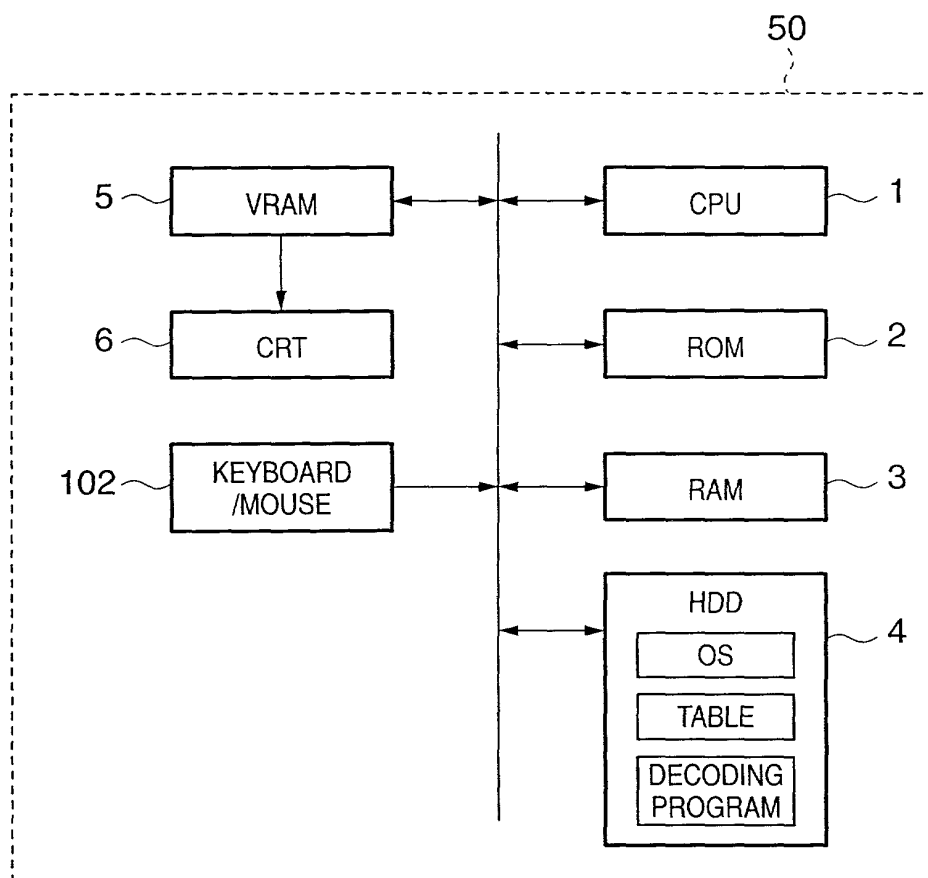 50
5
VRAM
CPU
1
6
CRT
ROM
2
102
KEYBOARD
/MOUSE
RAM
3
HDD
4
OS
TABLE
DECODING
PROGRAM